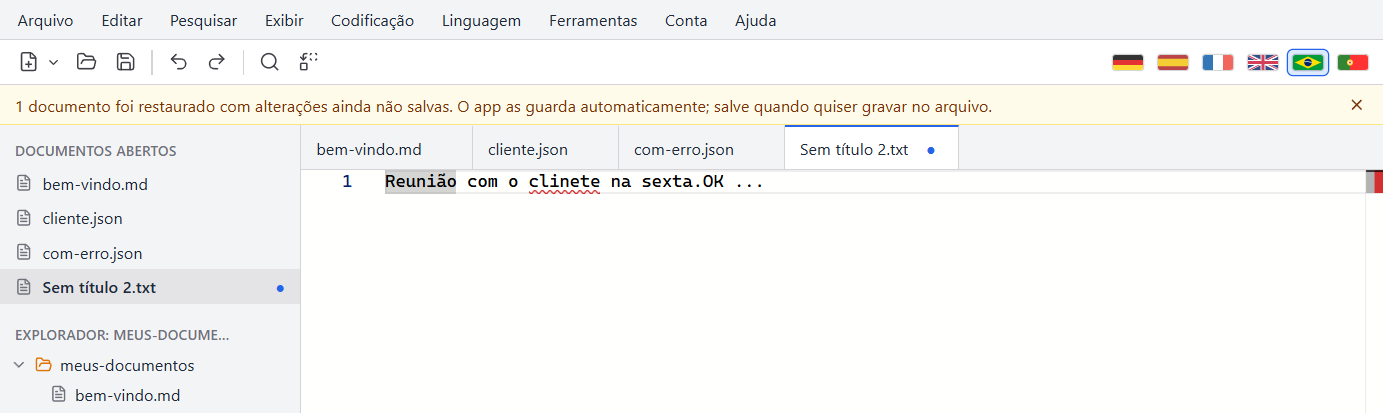 Arquivo Editar Pesquisar Exibir Codificação Linguagem Ferramentas Conta Ajuda
1 documento foi restaurado com alterações ainda não salvas. O app as guarda automaticamente; salve quando quiser gravar no arquivo.
DOCUMENTOS ABERTOS
bem-vindo.md
cliente.json
com-erro.json
Sem título 2.txt
EXPLORADOR: MEUS-DOCUME...
meus-documentos
bem-vindo.md
bem-vindo.md cliente.json com-erro.json Sem título 2.txt
1 Reunião com o clinete na sexta.OK ...